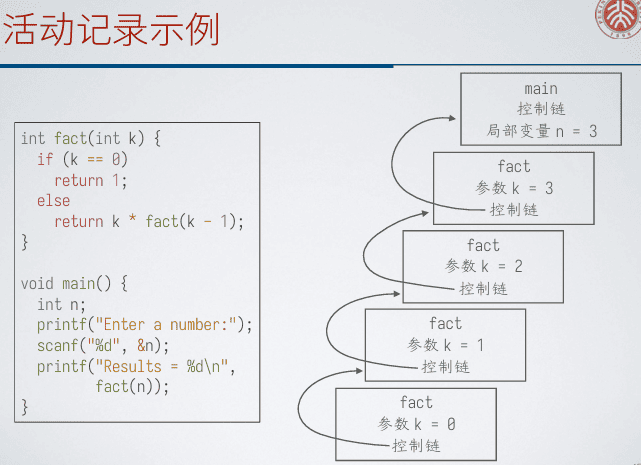 活动记录示例
int fact(int k) {
  if (k == 0)
    return 1;
  else
    return k * fact(k - 1);
}
void main() {
  int n;
  printf("Enter a number:");
  scanf("%d", &n);
  printf("Results = %d\n",
         fact(n));
}
main
控制链
局部变量 n = 3
fact
参数 k = 3
控制链
fact
参数 k = 2
控制链
fact
参数 k = 1
控制链
fact
参数 k = 0
控制链